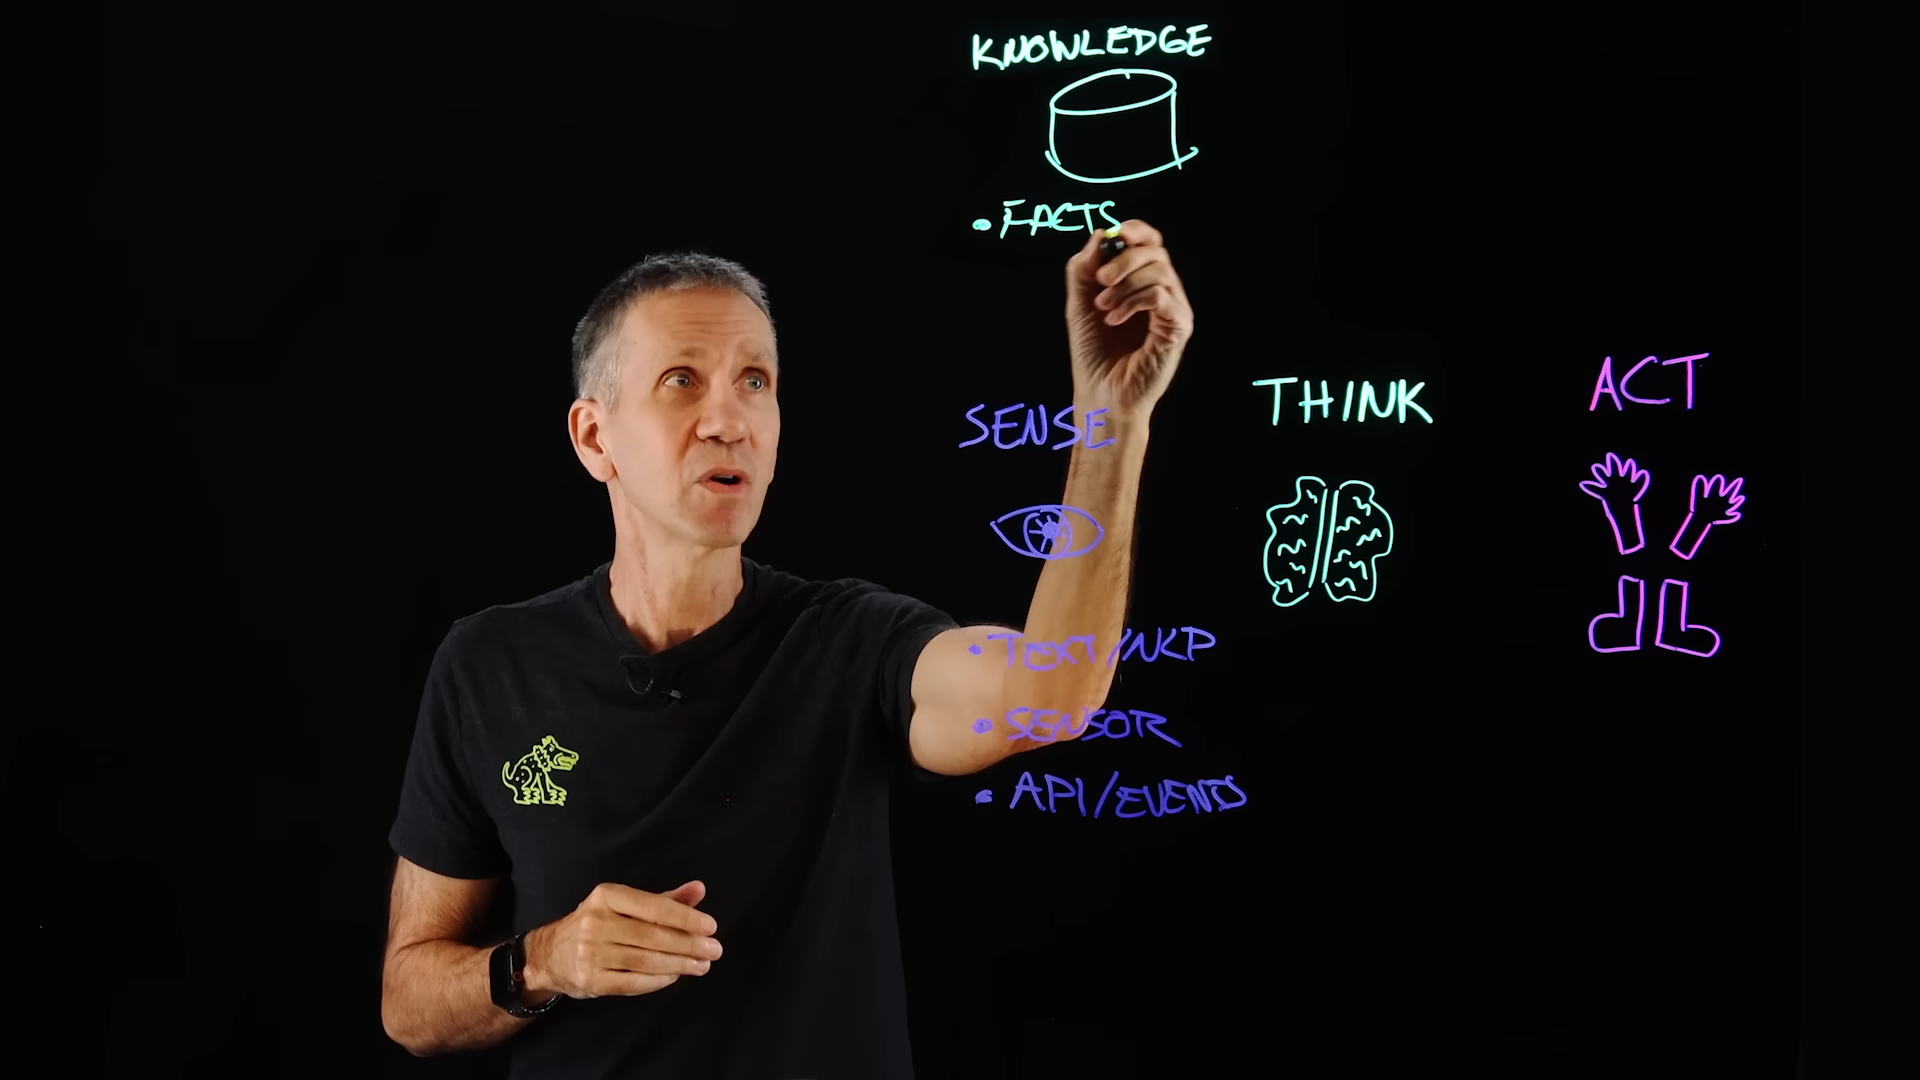 KNOWLEDGE
• FACTS
SENSE
THINK
ACT
• TEXT/NLP
• SENSOR
• API/EVENTS